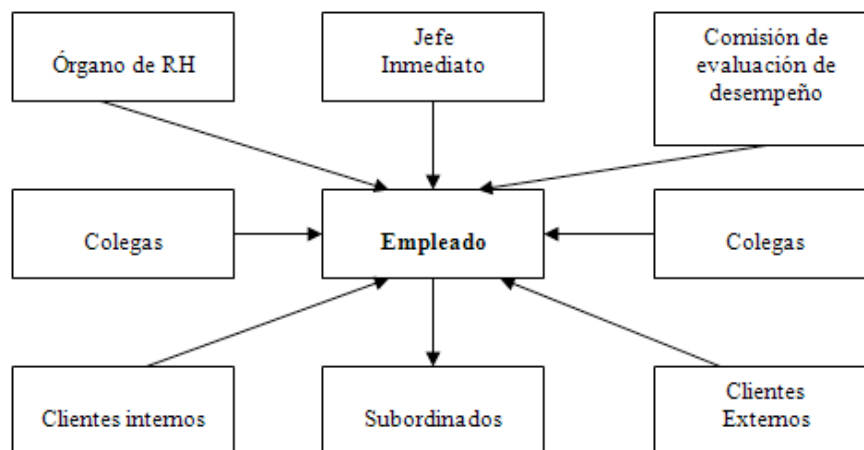 Órgano de RH
Jefe
Inmediato
Comisión de
evaluación de
desempeño
Colegas
Empleado
Colegas
Clientes internos
Subordinados
Clientes
Externos